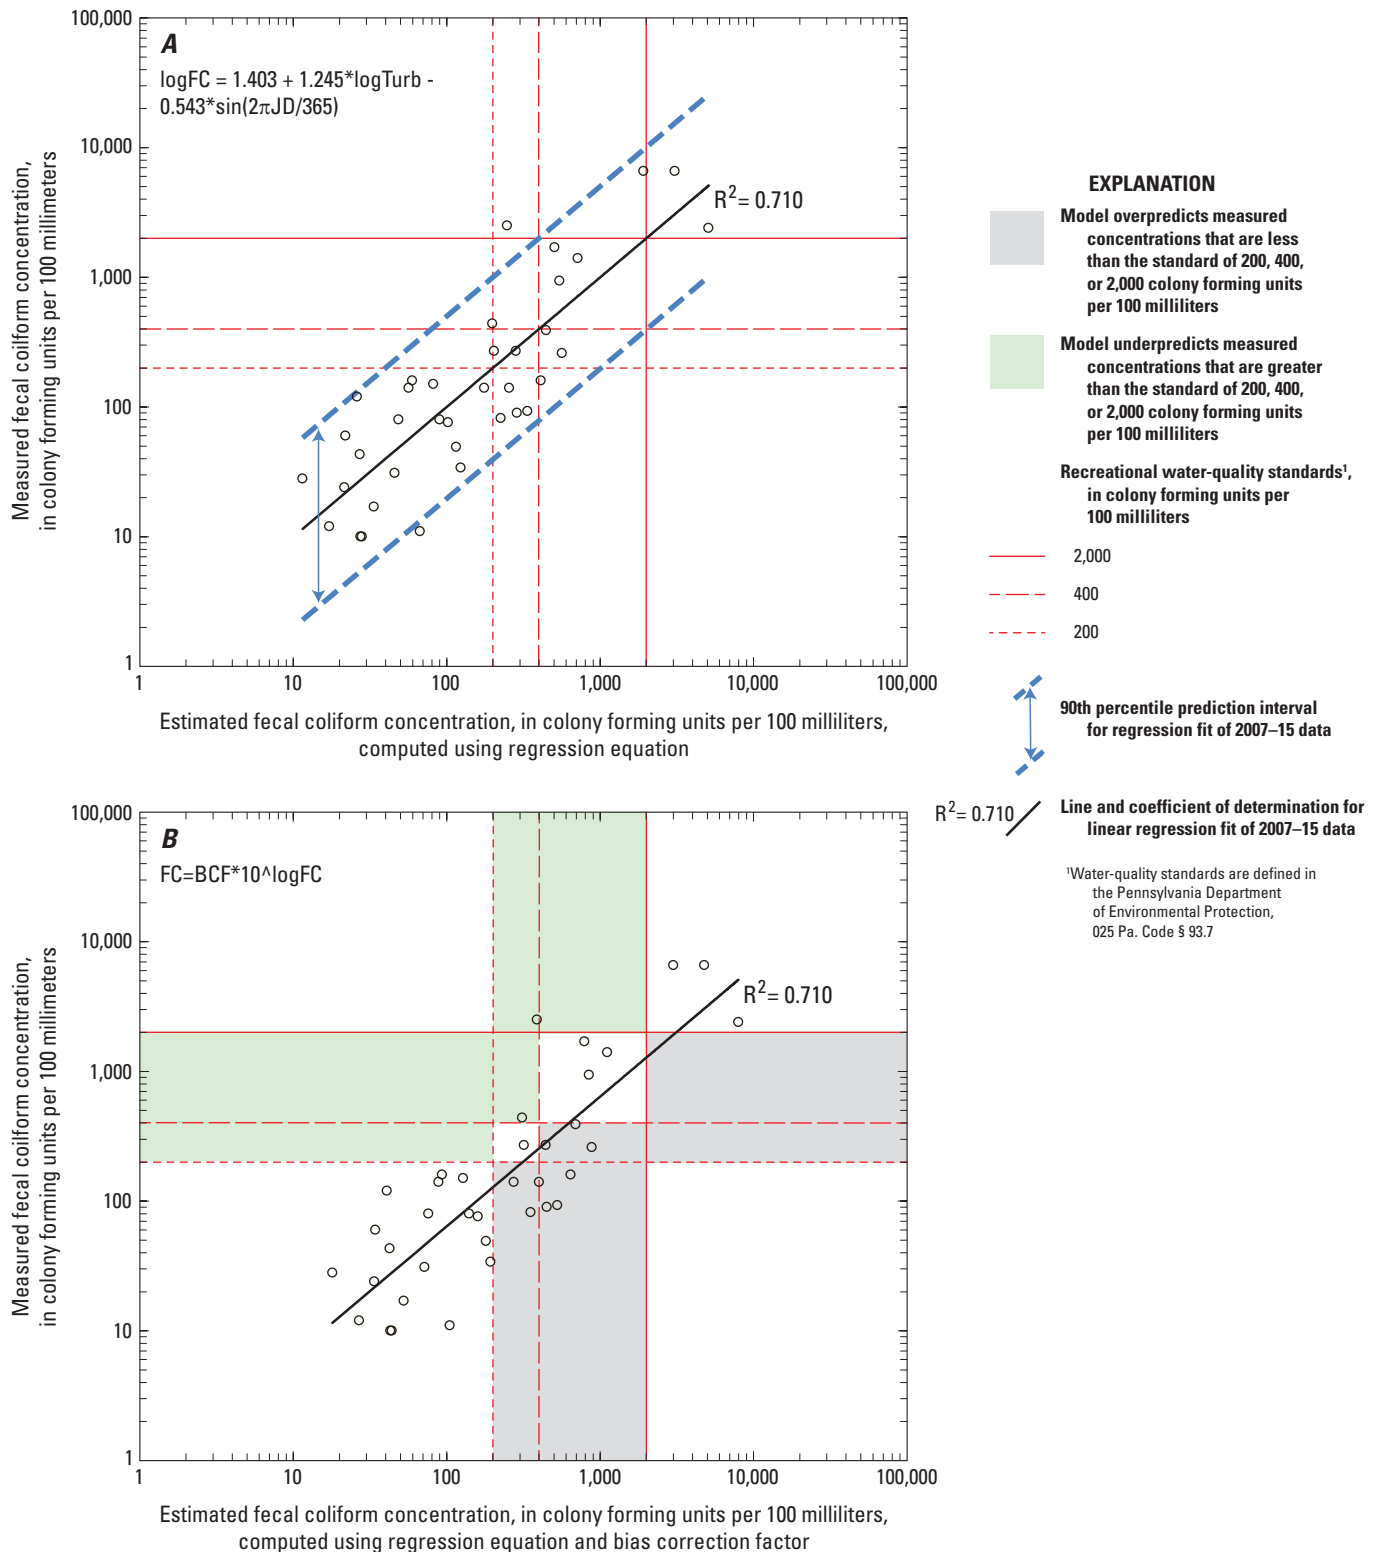 100,000
10,000
1,000
100
10
1
A
logFC = 1.403 + 1.245*logTurb -
0.543*sin(2πJD/365)
R²= 0.710
1 10 100 1,000 10,000 100,000
Measured fecal coilform concentration,
in colony forming units per 100 millimeters
Estimated fecal coliform concentration, in colony forming units per 100 milliliters,
computed using regression equation
EXPLANATION
Model overpredicts measured
concentrations that are less
than the standard of 200, 400,
or 2,000 colony forming units
per 100 milliliters
Model underpredicts measured
concentrations that are greater
than the standard of 200, 400,
or 2,000 colony forming units
per 100 milliliters
Recreational water-quality standards¹,
in colony forming units per
100 milliliters
2,000
400
200
90th percentile prediction interval
for regression fit of 2007–15 data
R²= 0.710
Line and coefficient of determination for
linear regression fit of 2007–15 data
¹Water-quality standards are defined in
the Pennsylvania Department
of Environmental Protection,
025 Pa. Code § 93.7
100,000
10,000
1,000
100
10
1
B
FC=BCF*10^logFC
R²= 0.710
1 10 100 1,000 10,000 100,000
Measured fecal coilform concentration,
in colony forming units per 100 millimeters
Estimated fecal coliform concentration, in colony forming units per 100 milliliters,
computed using regression equation and bias correction factor